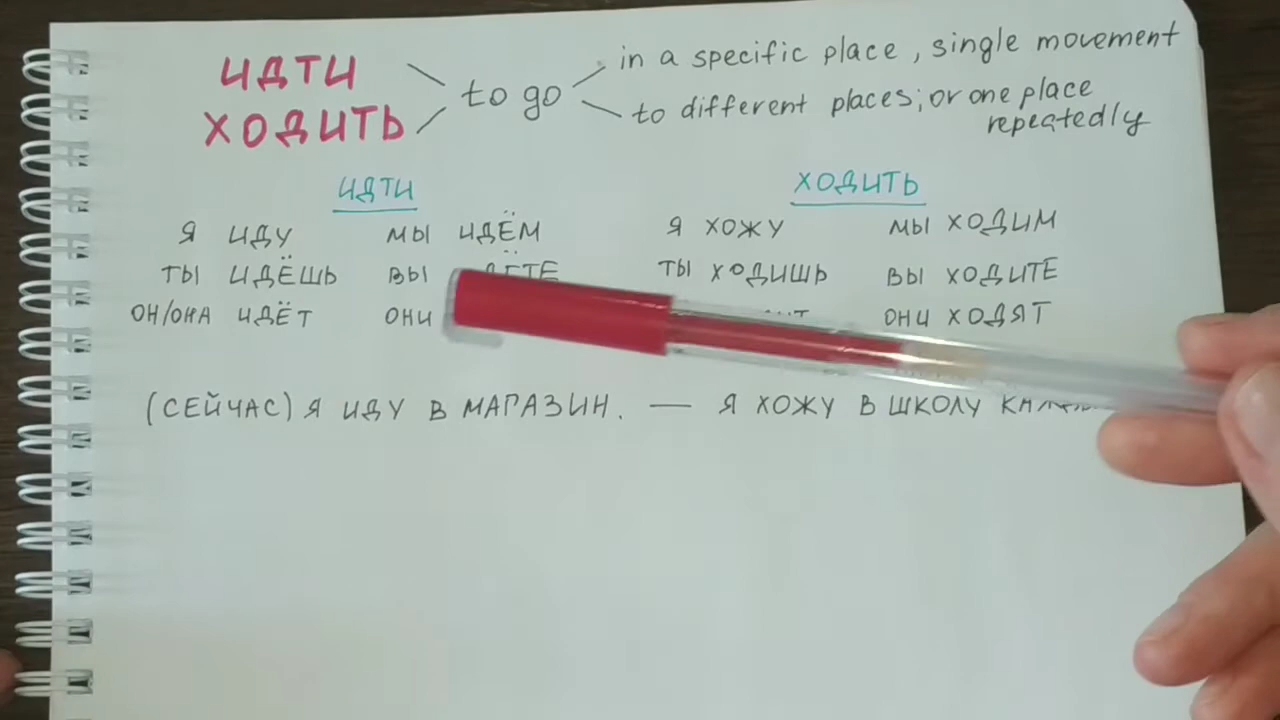 ИДТИ
ХОДИТЬ
to go
in a specific place, single movement
to different places; or one place
repeatedly
ИДТИ
Я ИДУ МЫ ИДЁМ
ТЫ ИДЁШЬ ВЫ
ОН/ОНА ИДЁТ ОНИ
ХОДИТЬ
Я ХОЖУ МЫ ХОДИМ
ТЫ ХОДИШЬ ВЫ ХОДИТЕ
ОНИ ХОДЯТ
(СЕЙЧАС) Я ИДУ В МАГАЗИН. — Я ХОЖУ В ШКОЛУ